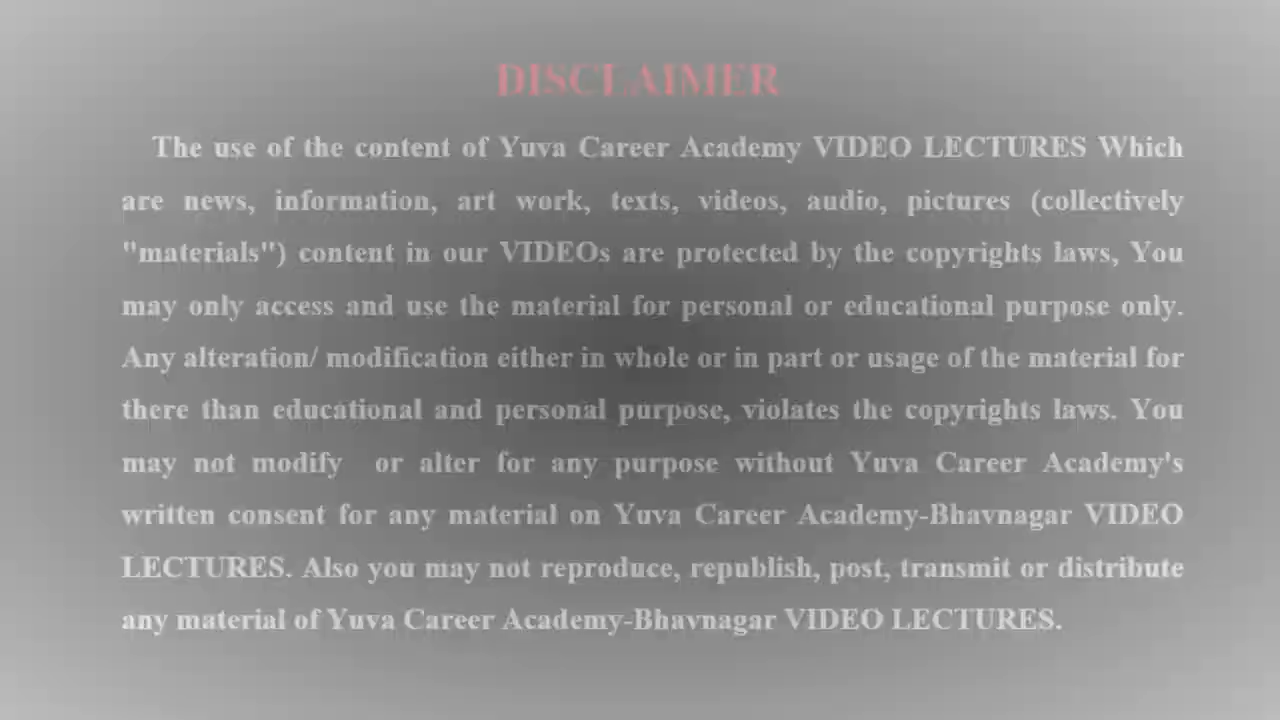 DISCLAIMER
The use of the content of Yuva Career Academy VIDEO LECTURES Which
are news, information, art work, texts, videos, audio, pictures (collectively
"materials") content in our VIDEOs are protected by the copyrights laws, You
may only access and use the material for personal or educational purpose only.
Any alteration/ modification either in whole or in part or usage of the material for
there than educational and personal purpose, violates the copyrights laws. You
may not modify or alter for any purpose without Yuva Career Academy's
written consent for any material on Yuva Career Academy-Bhavnagar VIDEO
LECTURES. Also you may not reproduce, republish, post, transmit or distribute
any material of Yuva Career Academy-Bhavnagar VIDEO LECTURES.